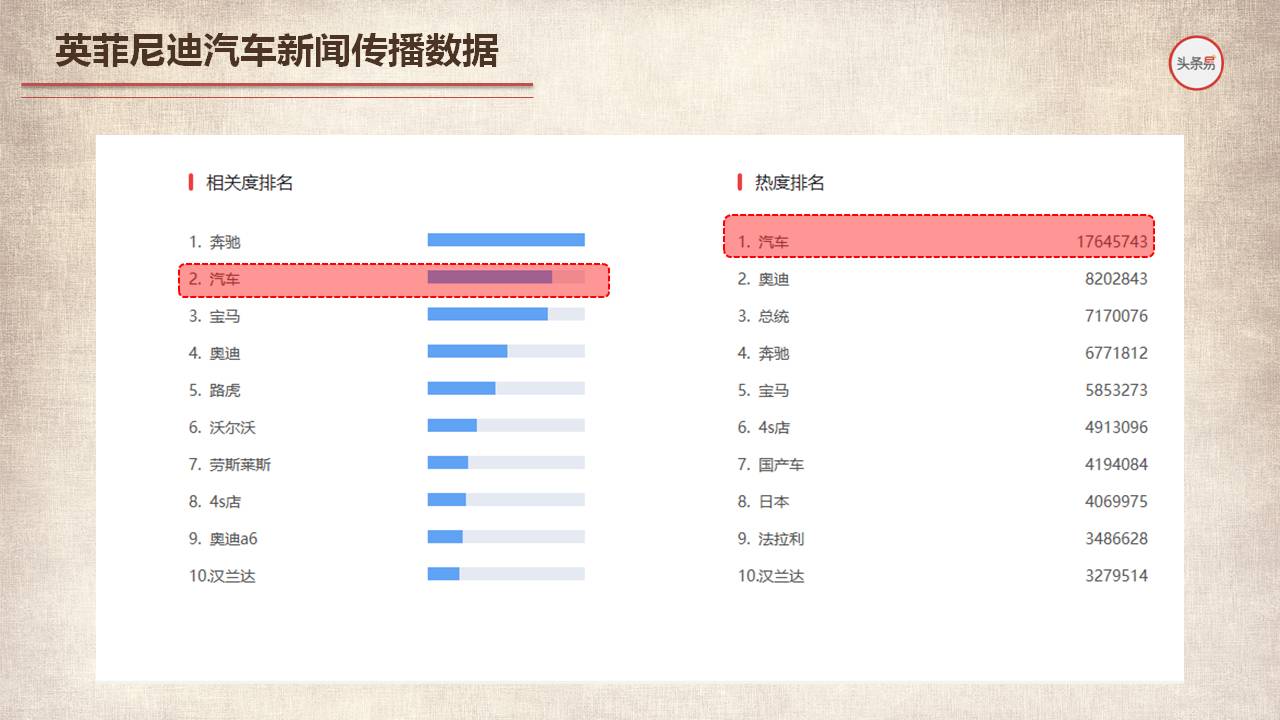 英菲尼迪汽车新闻传播数据
头条易
相关度排名
1. 奔驰
2. 汽车
3. 宝马
4. 奥迪
5. 路虎
6. 沃尔沃
7. 劳斯莱斯
8. 4s店
9. 奥迪a6
10.汉兰达
热度排名
1. 汽车 17645743
2. 奥迪 8202843
3. 总统 7170076
4. 奔驰 6771812
5. 宝马 5853273
6. 4s店 4913096
7. 国产车 4194084
8. 日本 4069975
9. 法拉利 3486628
10.汉兰达 3279514